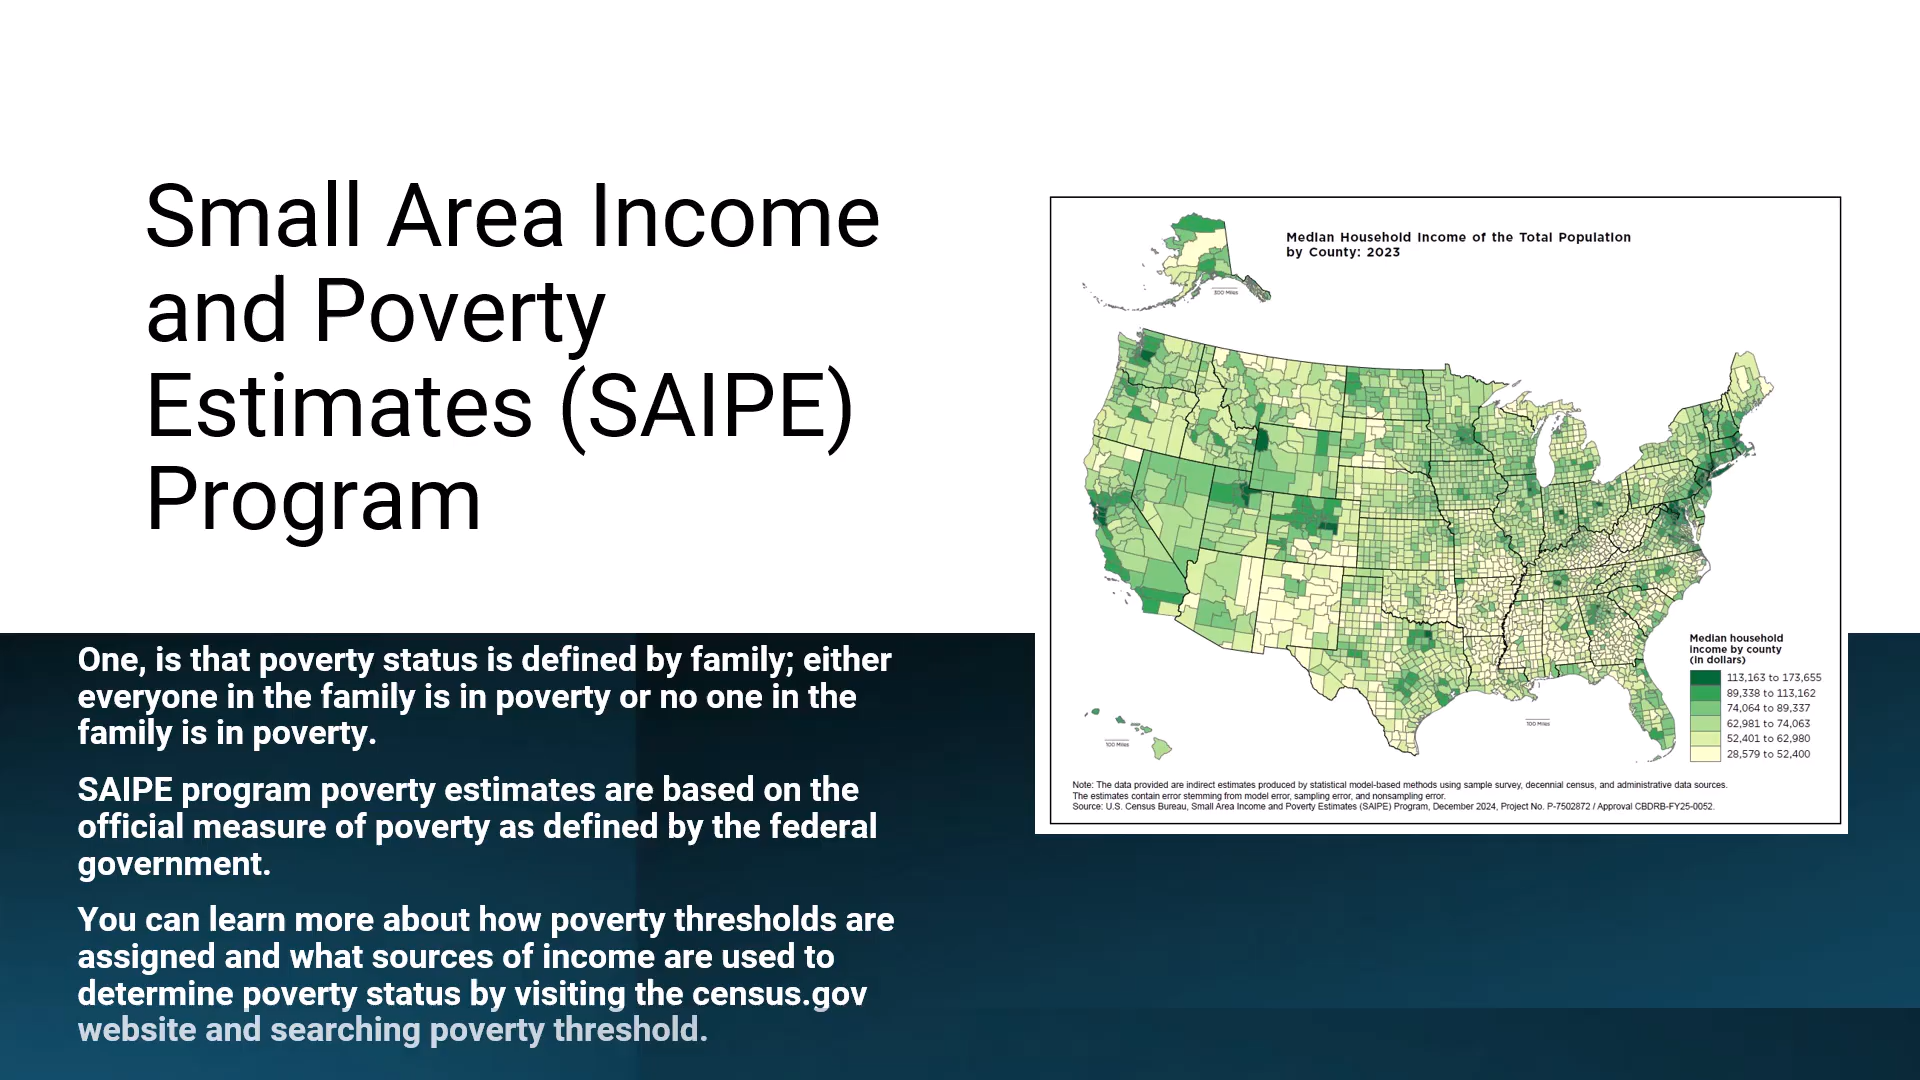 Small Area Income
and Poverty
Estimates (SAIPE)
Program
One, is that poverty status is defined by family; either
everyone in the family is in poverty or no one in the
family is in poverty.
SAIPE program poverty estimates are based on the
official measure of poverty as defined by the federal
government.
You can learn more about how poverty thresholds are
assigned and what sources of income are used to
determine poverty status by visiting the census.gov
website and searching poverty threshold.
Median Household Income of the Total Population
by County: 2023
300 Miles
100 Miles
100 Miles
Median household
income by county
(in dollars)
113,163 to 173,655
89,338 to 113,162
74,064 to 89,337
62,981 to 74,063
52,401 to 62,980
28,579 to 52,400
Note: The data provided are indirect estimates produced by statistical model-based methods using sample survey, decennial census, and administrative data sources.
The estimates contain error stemming from model error, sampling error, and nonsampling error.
Source: U.S. Census Bureau, Small Area Income and Poverty Estimates (SAIPE) Program, December 2024, Project No. P-7502872 / Approval CBDRB-FY25-0052.